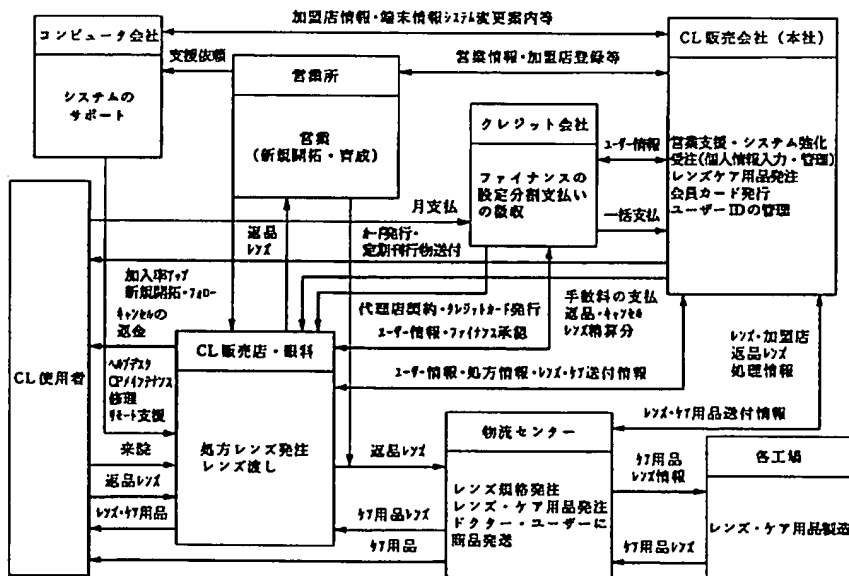 加盟店情報・端末情報システム変更案内等
コンピュータ会社
支援依頼
システムの
サポート
営業所
営業情報・加盟店登録等
営業
(新規開拓・育成)
CL販売会社(本社)
営業支援・システム強化
受注(個人情報入力・管理)
レンズケア用品発注
会員カード発行
ユーザーIDの管理
クレジット会社
ユーザー情報
ファイナンスの
設定分割支払い
の吸収
一括支払
月支払
返品
レンズ
カード発行・
定期刊行物送付
加入率アップ
新規開拓・フォロー
キャンセルの
返金
代理店契約・クレジットカード発行
手数料の支払
返品・キャンセル
レンズ精算分
ユーザー情報・ファイナンス承認
CL使用者
CL販売店・眼科
ユーザー情報・処方情報・レンズ・ケア送付情報
レンズ・加盟店
返品レンズ
処理情報
ヘルプデスク
CPメインテナンス
修理
リモート支援
処方レンズ発注
レンズ渡し
来院
返品レンズ
レンズ・ケア用品
返品レンズ
レンズ・ケア用品送付情報
物流センター
レンズ規格発注
レンズ・ケア用品発注
ドクター・ユーザーに
商品発送
ケア用品レンズ
ケア用品
ケア用品
レンズ情報
ケア用品レンズ
各工場
レンズ・ケア用品製造